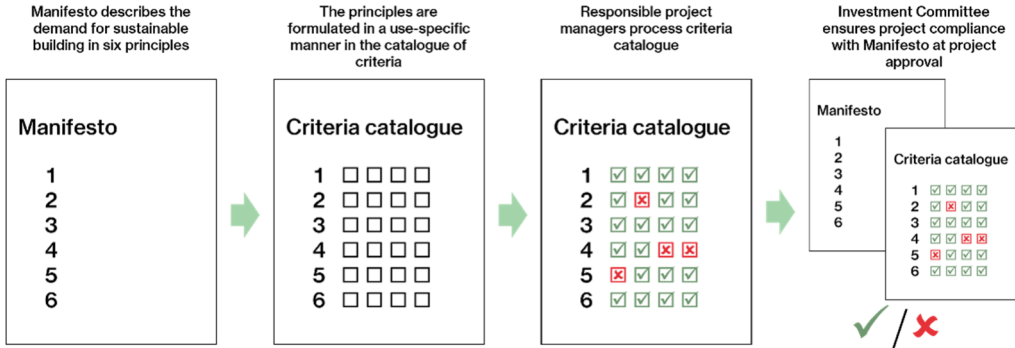 Manifesto describes the
demand for sustainable
building in six principles
Manifesto
1
2
3
4
5
6
The principles are
formulated in a use-specific
manner in the catalogue of
criteria
Criteria catalogue
1
2
3
4
5
6
Responsible project
managers process criteria
catalogue
Criteria catalogue
1
2
3
4
5
6
Investment Committee
ensures project compliance
with Manifesto at project
approval
Manifesto
1
2
3
4
5
6
Criteria catalogue
1
2
3
4
5
6
/